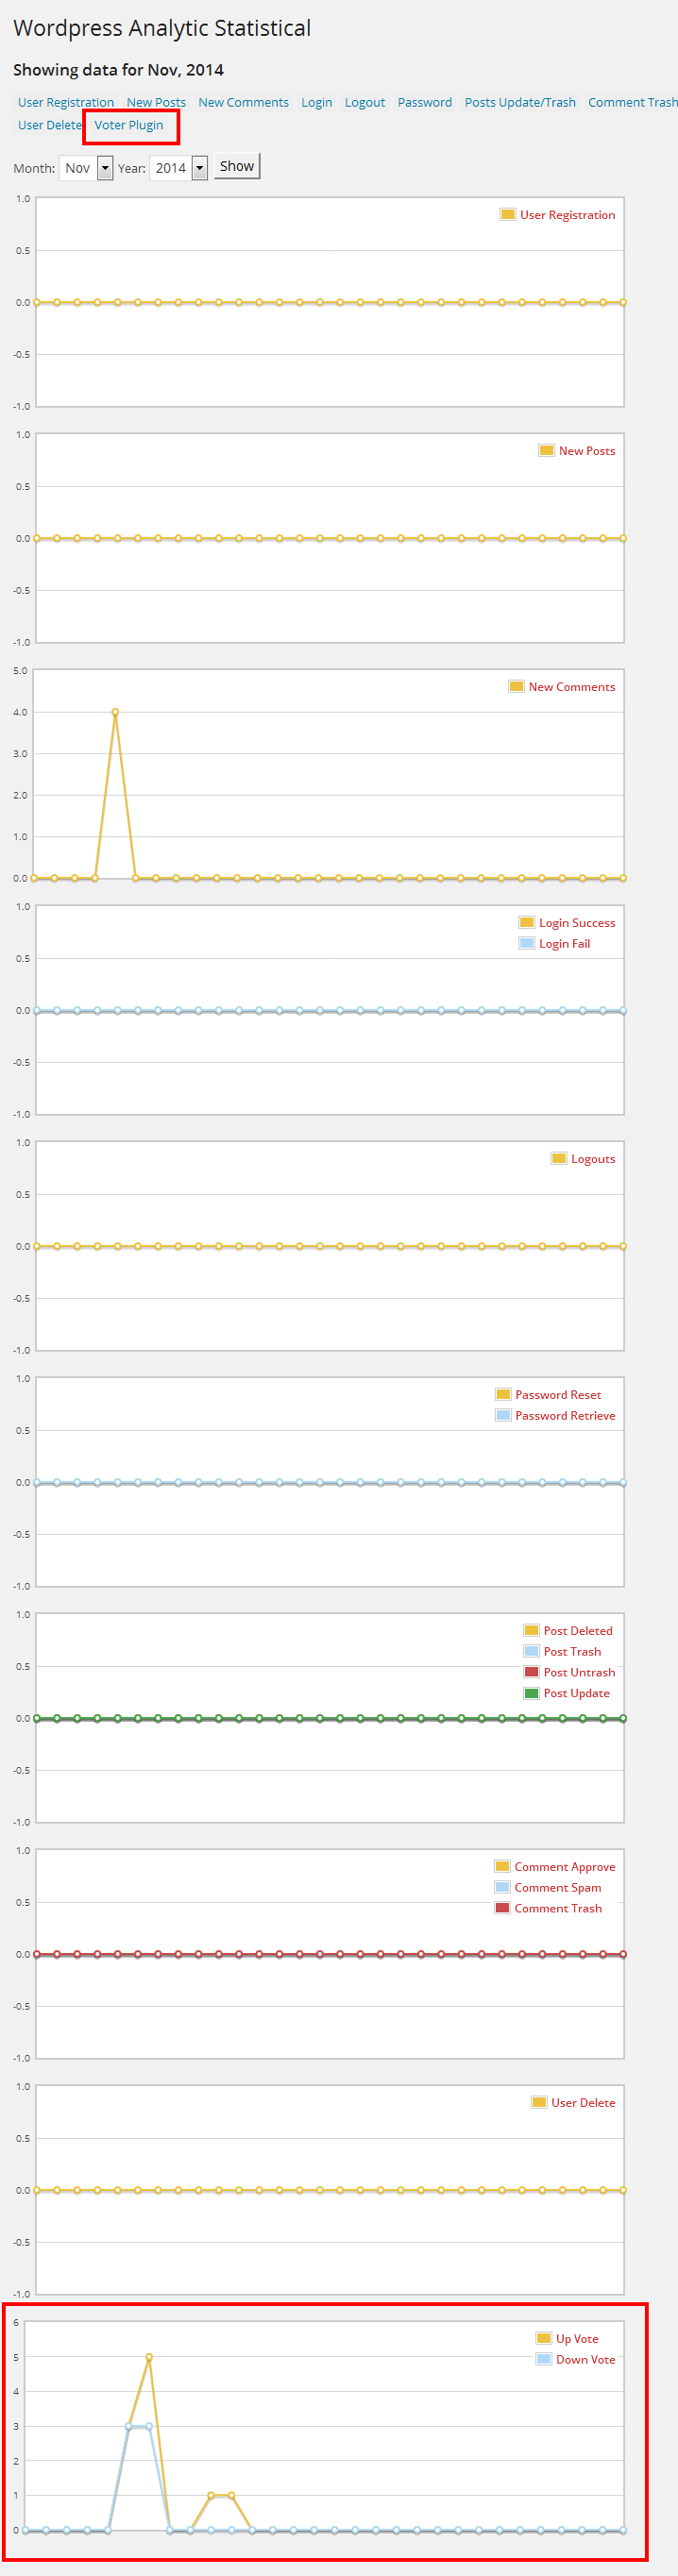 Wordpress Analytic Statistical
Showing data for Nov, 2014
User Registration New Posts New Comments Login Logout Password Posts Update/Trash Comment Trash
User Delete Voter Plugin
Month: Nov Year: 2014 Show
1.0
User Registration
0.5
0.0
-0.5
-1.0
1.0
New Posts
0.5
0.0
-0.5
-1.0
5.0
New Comments
4.0
3.0
2.0
1.0
0.0
1.0
Login Success
Login Fail
0.5
0.0
-0.5
-1.0
1.0
Logouts
0.5
0.0
-0.5
-1.0
1.0
Password Reset
Password Retrieve
0.5
0.0
-0.5
-1.0
1.0
Post Deleted
Post Trash
0.5
Post Untrash
Post Update
0.0
-0.5
-1.0
1.0
Comment Approve
Comment Spam
0.5
Comment Trash
0.0
-0.5
-1.0
1.0
User Delete
0.5
0.0
-0.5
-1.0
6
Up Vote
5
Down Vote
4
3
2
1
0